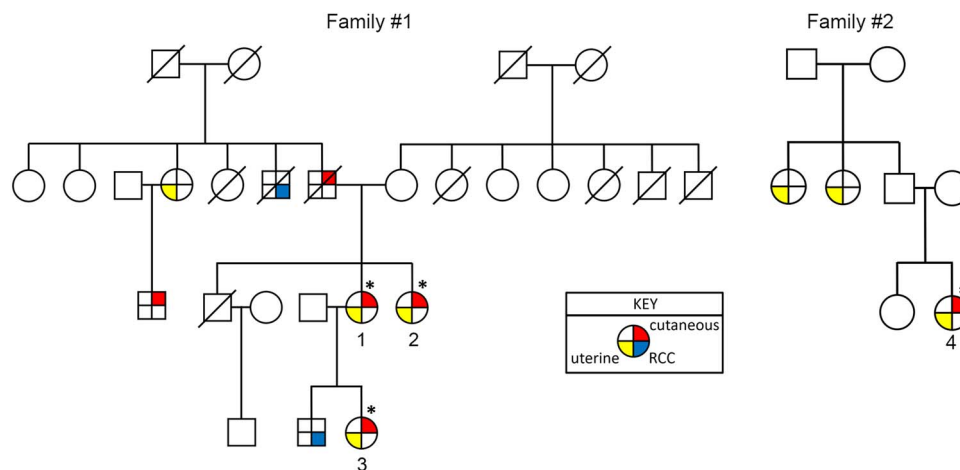 Family #1
Family #2
*
*
1
2
*
4
KEY
cutaneous
uterine
RCC
*
3